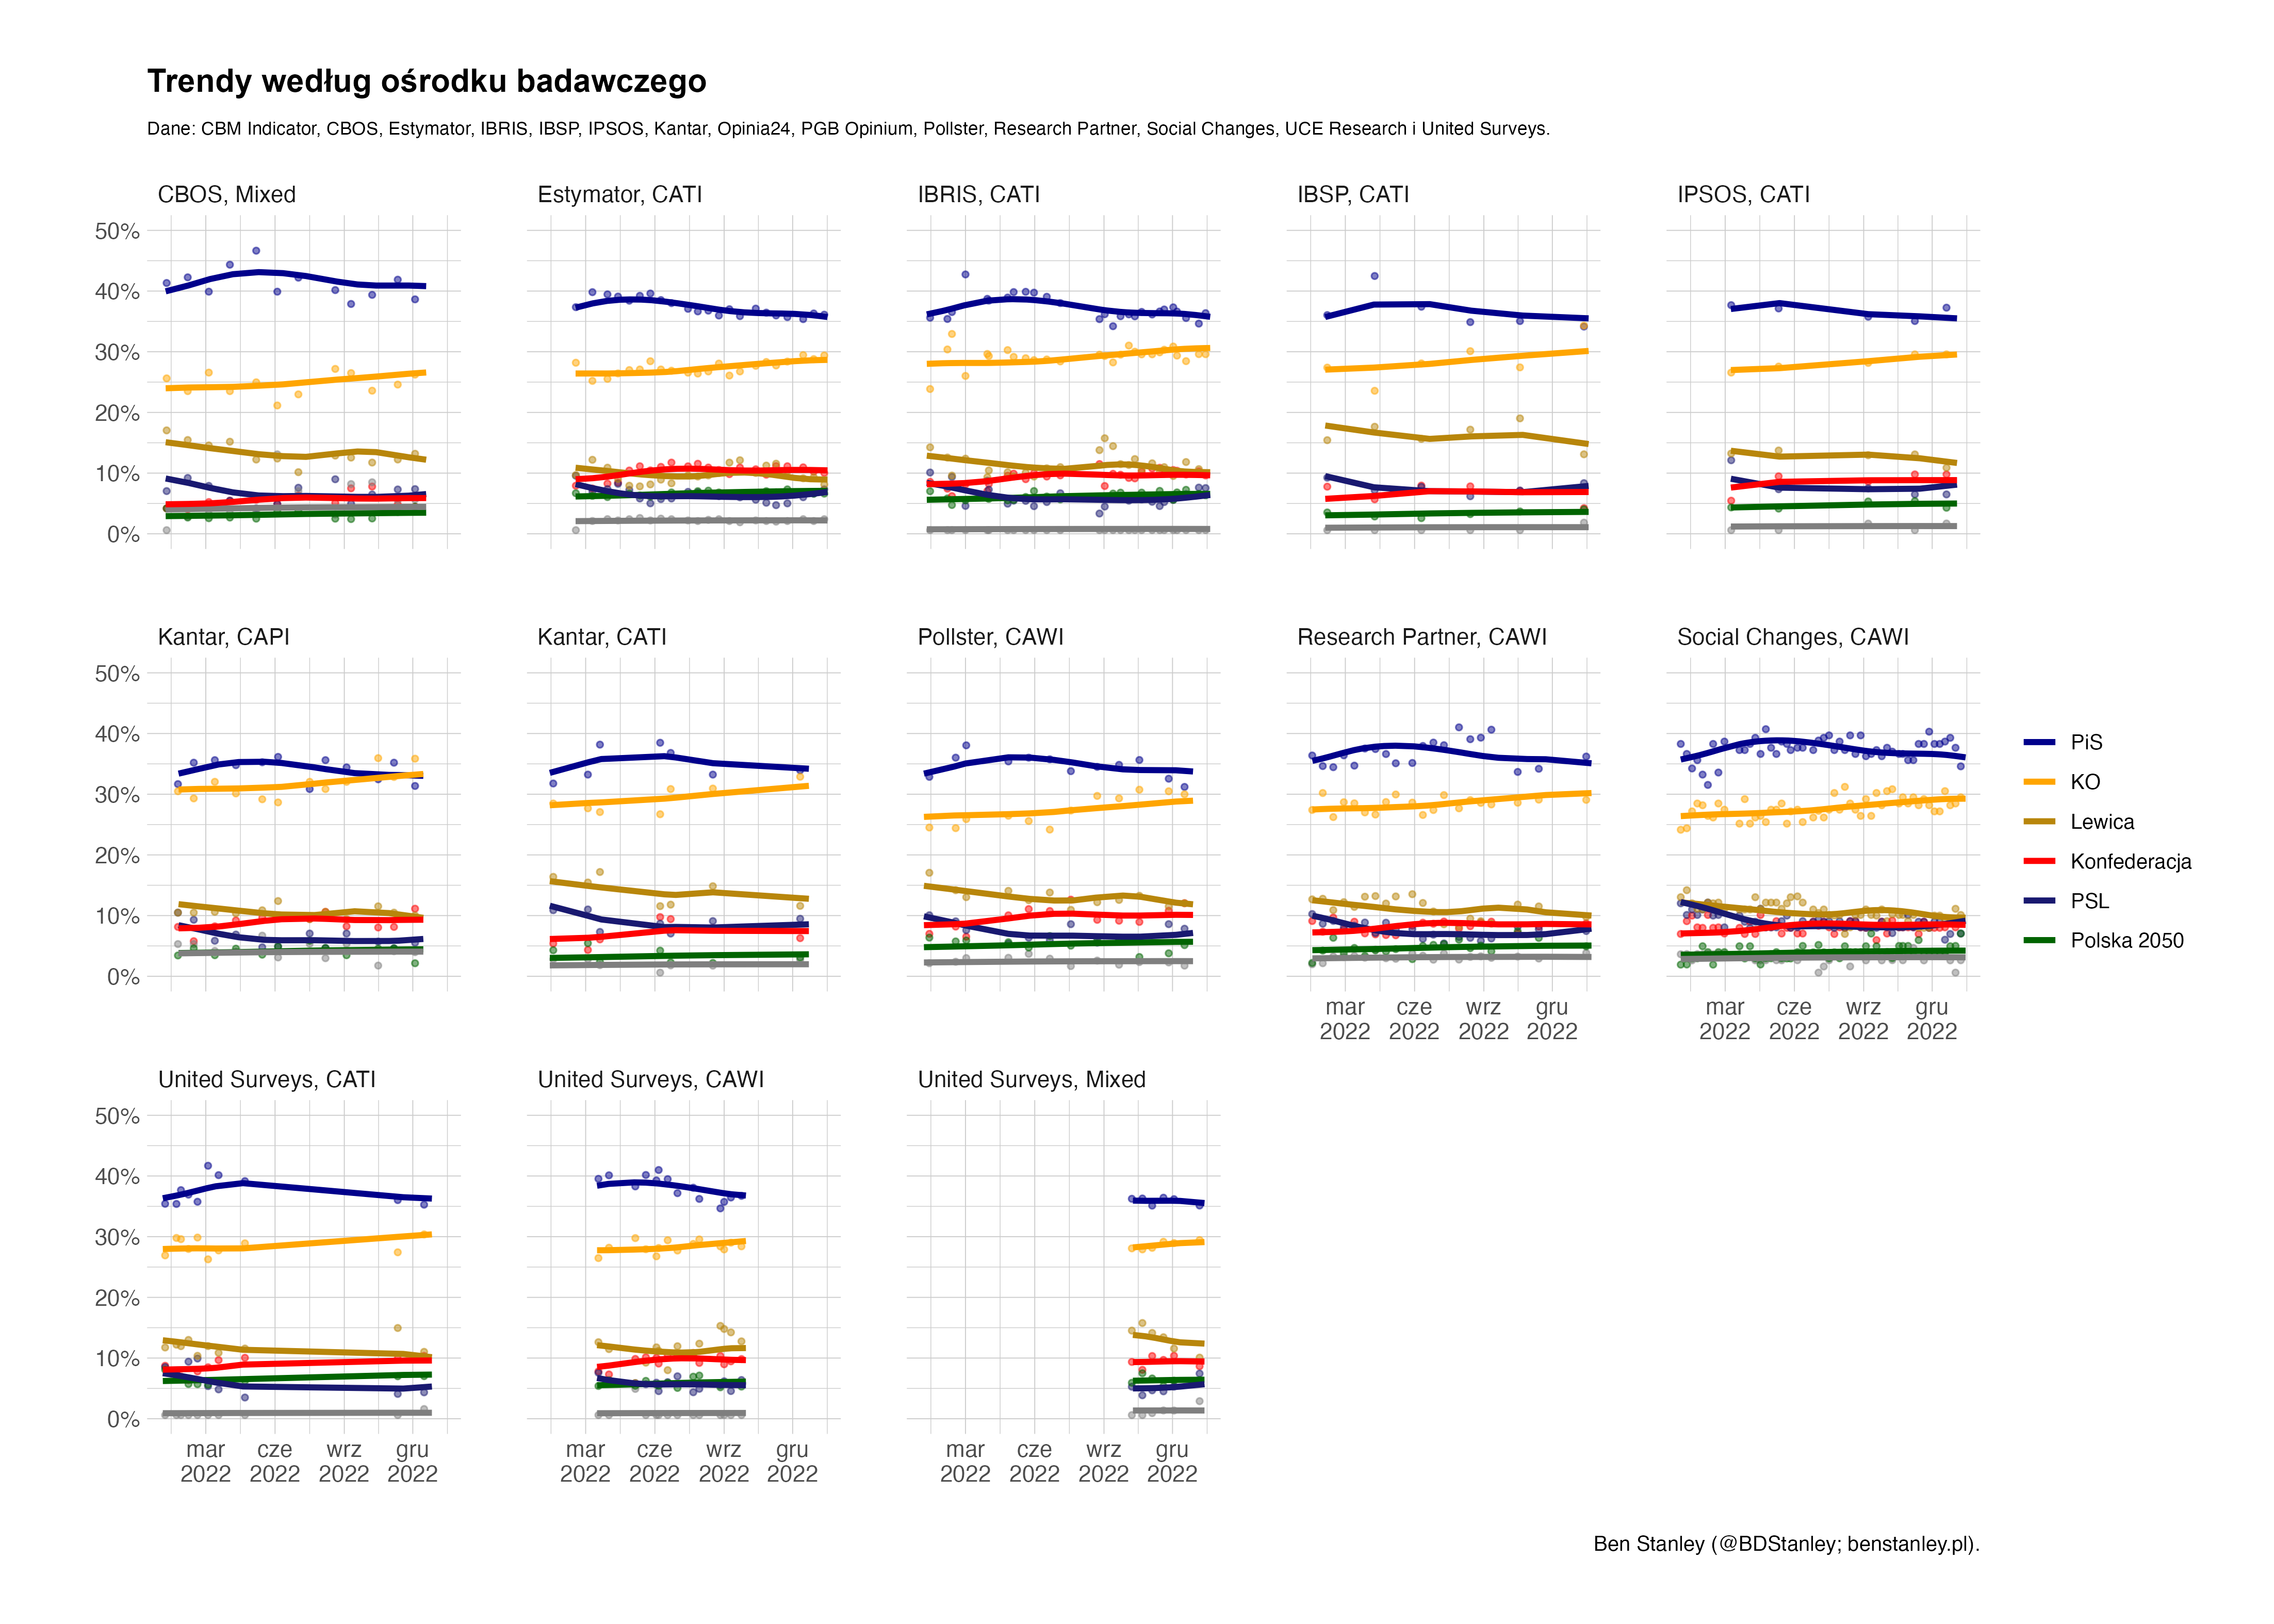 Trendy według ośrodku badawczego
Dane: CBM Indicator, CBOS, Estymator, IBRIS, IBSP, IPSOS, Kantar, Opinia24, PGB Opinium, Pollster, Research Partner, Social Changes, UCE Research i United Surveys.
CBOS, Mixed
Estymator, CATI
IBRIS, CATI
IBSP, CATI
IPSOS, CATI
50%
40%
30%
20%
10%
0%
Kantar, CAPI
Kantar, CATI
Pollster, CAWI
Research Partner, CAWI
Social Changes, CAWI
50%
40%
30%
20%
10%
0%
mar
2022
cze
2022
wrz
2022
gru
2022
mar
2022
cze
2022
wrz
2022
gru
2022
PiS
KO
Lewica
Konfederacja
PSL
Polska 2050
United Surveys, CATI
United Surveys, CAWI
United Surveys, Mixed
50%
40%
30%
20%
10%
0%
mar
2022
cze
2022
wrz
2022
gru
2022
mar
2022
cze
2022
wrz
2022
gru
2022
mar
2022
cze
2022
wrz
2022
gru
2022
Ben Stanley (@BDStanley; benstanley.pl).